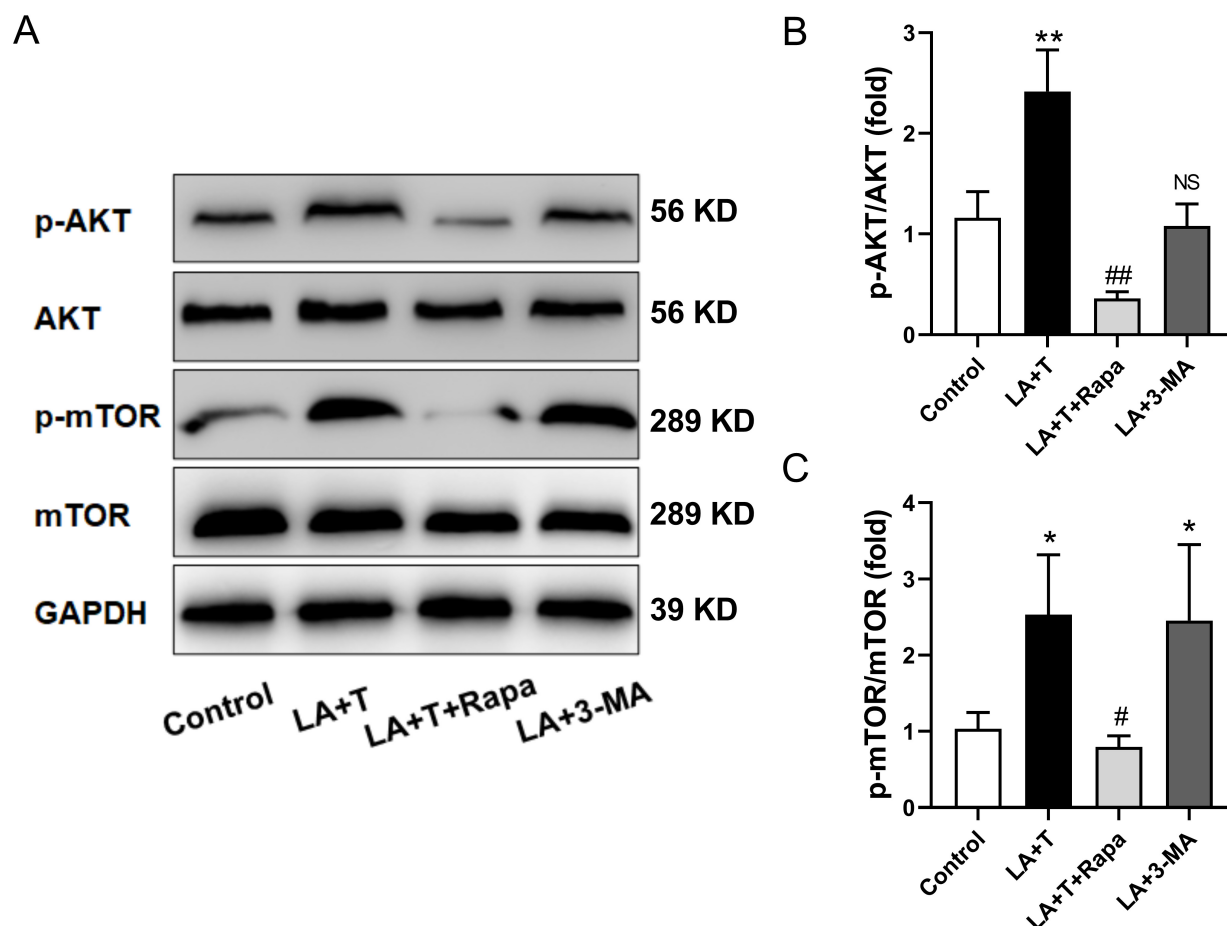 A
p-AKT 56 KD
AKT 56 KD
p-mTOR 289 KD
mTOR 289 KD
GAPDH 39 KD
Control LA+T LA+T+Rapa LA+3-MA
B
p-AKT/AKT (fold)
3
2
1
0
**
##
NS
Control LA+T LA+T+Rapa LA+3-MA
C
p-mTOR/mTOR (fold)
4
3
2
1
0
*
#
*
Control LA+T LA+T+Rapa LA+3-MA